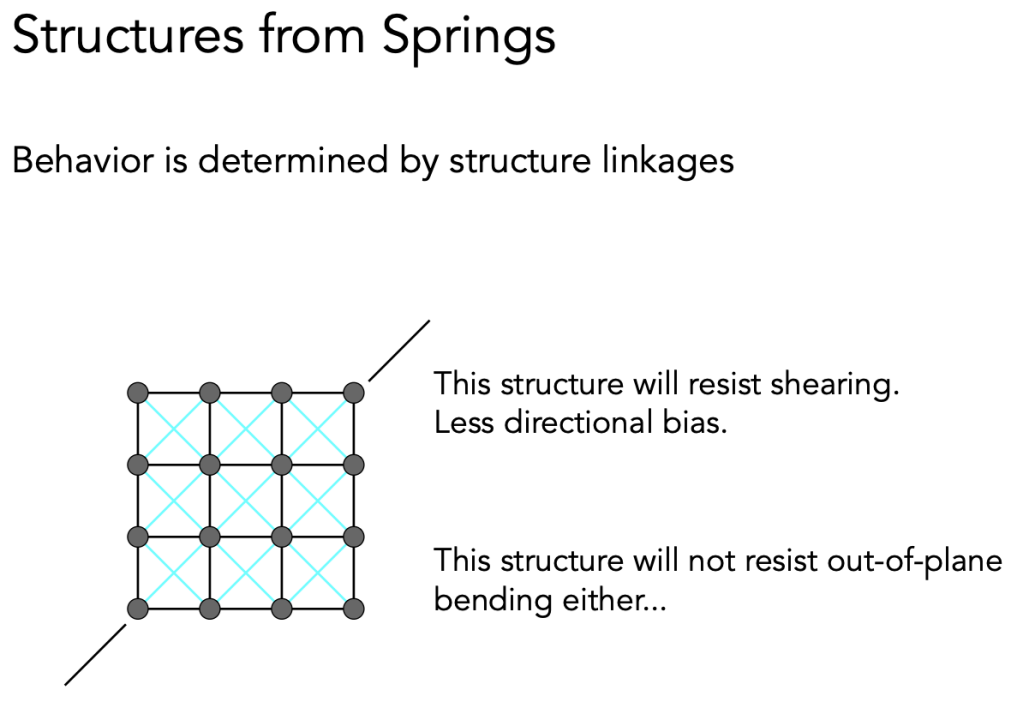 Structures from Springs
Behavior is determined by structure linkages
This structure will resist shearing.
Less directional bias.
This structure will not resist out-of-plane
bending either...